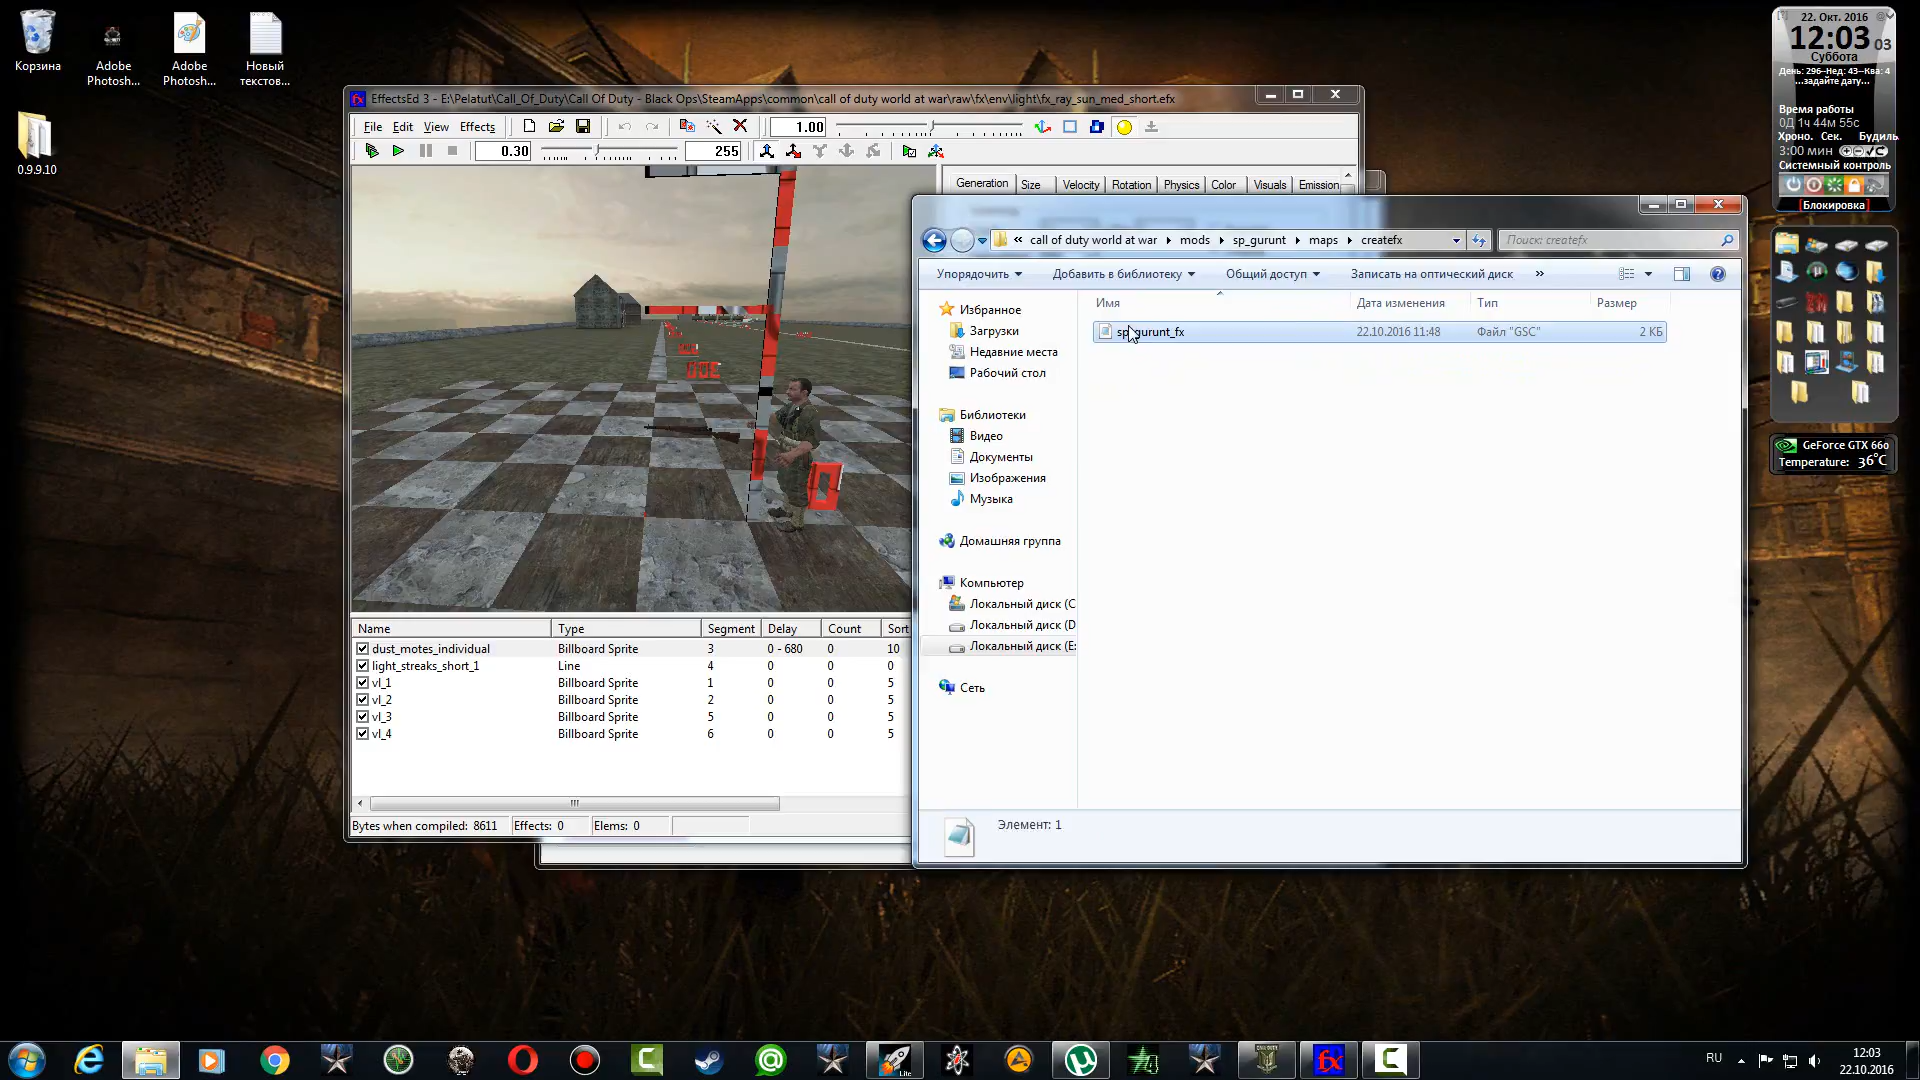 Корзина
Adobe Photosh...
Adobe Photosh...
Новый текстов...
0.9.9.10
EffectsEd 3 - E:\Pelatut\Call_Of_Duty\Call Of Duty - Black Ops\SteamApps\common\call of duty world at war\raw\fx\env\light\fx_ray_sun_med_short.efx
File Edit View Effects
1.00
0.30
255
Generation Size Velocity Rotation Physics Color Visuals Emission
Name Type Segment Delay Count Sort
dust_motes_individual Billboard Sprite 3 0 - 680 0 10
light_streaks_short_1 Line 4 0 0 0
vl_1 Billboard Sprite 1 0 0 5
vl_2 Billboard Sprite 2 0 0 5
vl_3 Billboard Sprite 5 0 0 5
vl_4 Billboard Sprite 6 0 0 5
Bytes when compiled: 8611 Effects: 0 Elems: 0
« call of duty world at war mods sp_gurunt maps createfx
Поиск: createfx
Упорядочить Добавить в библиотеку Общий доступ Записать на оптический диск »
Имя Дата изменения Тип Размер
sp_gurunt_fx 22.10.2016 11:48 Файл "GSC" 2 КБ
Избранное
Загрузки
Недавние места
Рабочий стол
Библиотеки
Видео
Документы
Изображения
Музыка
Домашняя группа
Компьютер
Локальный диск (C
Локальный диск (D
Локальный диск (E:
Сеть
Элемент: 1
22. Окт. 2016
12:03 03
Суббота
День: 296--Нед: 43--Ква: 4
...задайте дату...
Время работы
0Д 1ч 44м 55с
Хроно. Сек. Будиль
3:00 мин
Системный контроль
[Блокировка]
GeForce GTX 660
Temperature: 36°C
Lite
fx
RU
12:03
22.10.2016